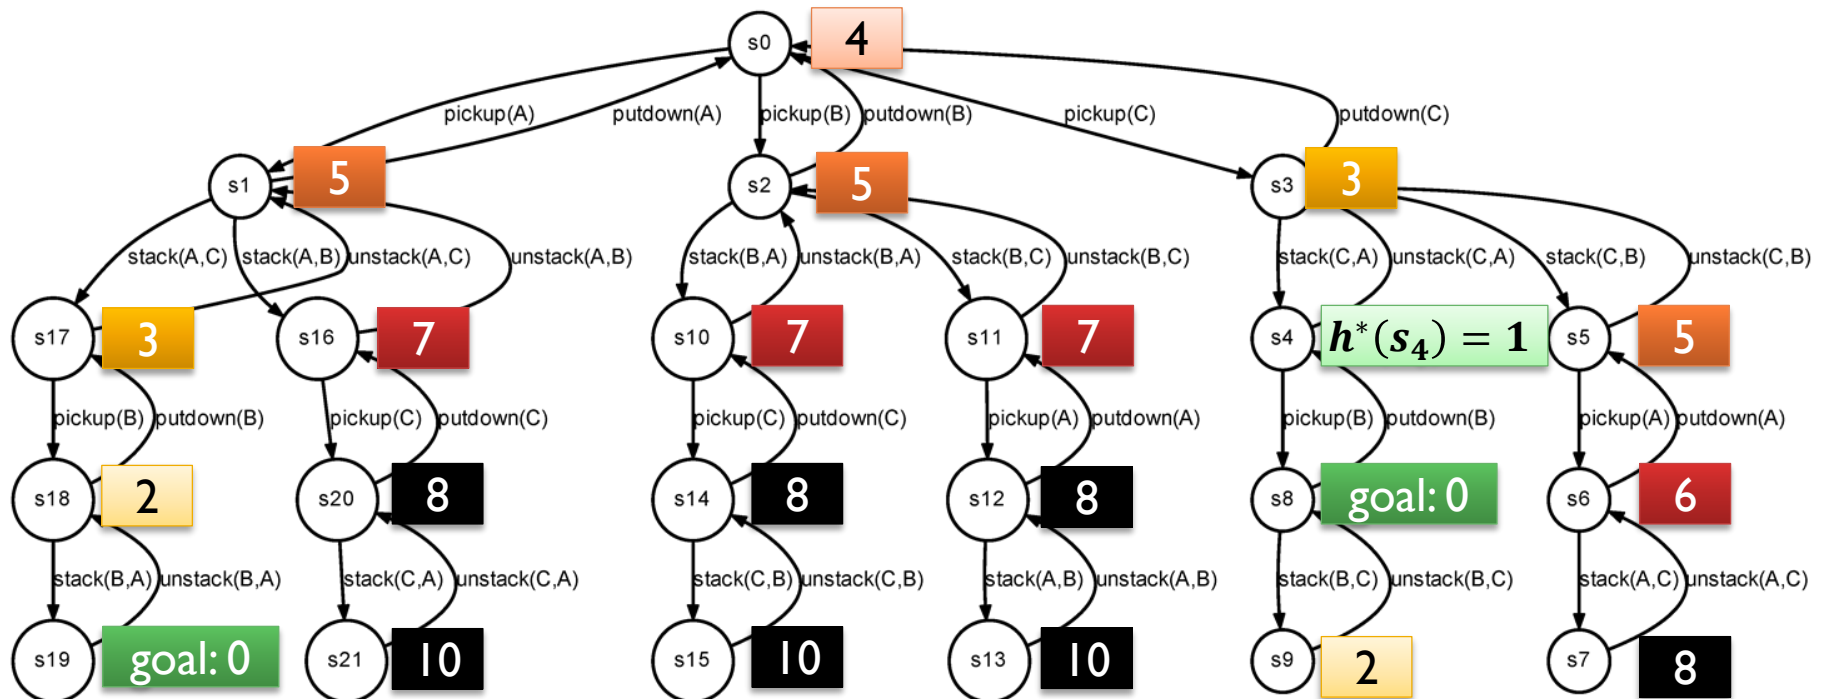 s0 4
pickup(A) putdown(A) pickup(B) putdown(B) pickup(C) putdown(C)
s1 5 s2 5 s3 3
stack(A,C) stack(A,B) unstack(A,C) unstack(A,B) stack(B,A) unstack(B,A) stack(B,C) unstack(B,C) stack(C,A) unstack(C,A) stack(C,B) unstack(C,B)
s17 3 s16 7 s10 7 s11 7 s4 h*(s4) = 1 s5 5
pickup(B) putdown(B) pickup(C) putdown(C) pickup(C) putdown(C) pickup(A) putdown(A) pickup(B) putdown(B) pickup(A) putdown(A)
s18 2 s20 8 s14 8 s12 8 s8 goal: 0 s6 6
stack(B,A) unstack(B,A) stack(C,A) unstack(C,A) stack(C,B) unstack(C,B) stack(A,B) unstack(A,B) stack(B,C) unstack(B,C) stack(A,C) unstack(A,C)
s19 goal: 0 s21 10 s15 10 s13 10 s9 2 s7 8